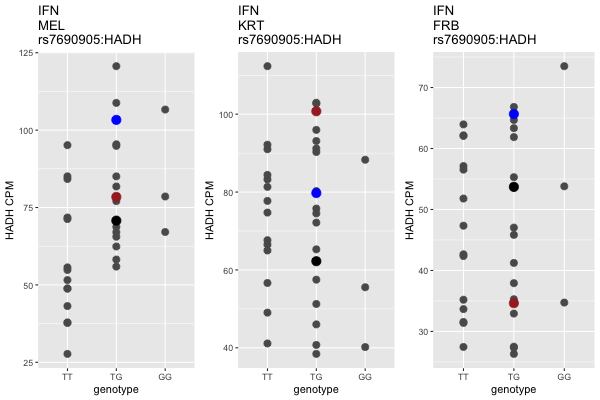 IFN
MEL
rs7690905:HADH
HADH CPM
125
100
75
50
25
TT TG GG
genotype
IFN
KRT
rs7690905:HADH
HADH CPM
100
80
60
40
TT TG GG
genotype
IFN
FRB
rs7690905:HADH
HADH CPM
70
60
50
40
30
TT TG GG
genotype